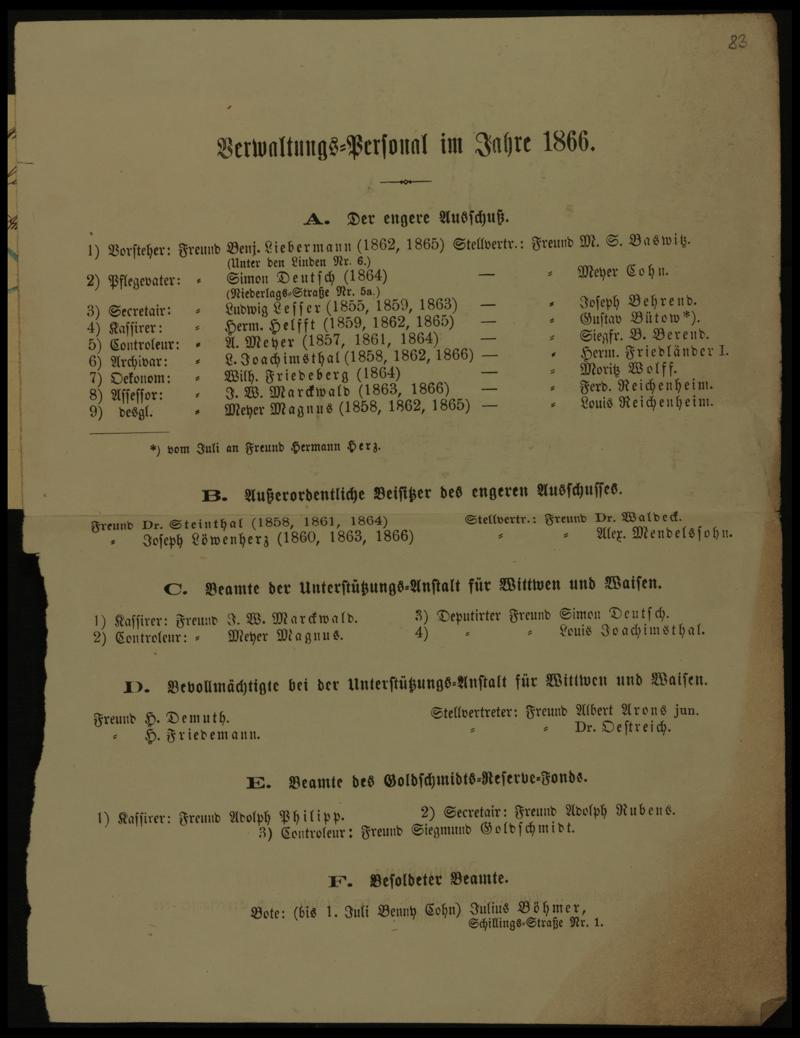 83
Verwaltungs-Personal im Jahre 1866.
A. Der engere Ausschuß.
1) Vorsteher: Freund Benj. Liebermann (1862, 1865) Stellvertr.: Freund M. S. Baswitz.
(Unter den Linden Nr. 6.)
2) Pflegevater: „ Simon Deutsch (1864) — „ Meyer Cohn.
(Niederlags-Straße Nr. 5a.)
3) Secretair: „ Ludwig Lesser (1855, 1859, 1863) — „ Joseph Behrend.
4) Kassirer: „ Herm. Helfft (1859, 1862, 1865) — „ Gustav Bütow*).
5) Controleur: „ A. Meyer (1857, 1861, 1864) — „ Siegfr. B. Berend.
6) Archivar: „ L. Joachimsthal (1858, 1862, 1866) — „ Herm. Friedländer I.
7) Oekonom: „ Wilh. Friedeberg (1864) — „ Moritz Wolff.
8) Assessor: „ J. W. Marckwald (1863, 1866) — „ Ferd. Reichenheim.
9) desgl. „ Meyer Magnus (1858, 1862, 1865) — „ Louis Reichenheim.
*) vom Juli an Freund Hermann Herz.
B. Außerordentliche Beisitzer des engeren Ausschusses.
Freund Dr. Steinthal (1858, 1861, 1864) Stellvertr.: Freund Dr. Waldeck.
„ Joseph Löwenherz (1860, 1863, 1866) „ „ Alex. Mendelssohn.
C. Beamte der Unterstützungs-Anstalt für Wittwen und Waisen.
1) Kassirer: Freund J. W. Marckwald. 3) Deputirter Freund Simon Deutsch.
2) Controleur: „ Meyer Magnus. 4) „ „ Louis Joachimsthal.
D. Bevollmächtigte bei der Unterstützungs-Anstalt für Wittwen und Waisen.
Freund H. Demuth. Stellvertreter: Freund Albert Arons jun.
„ H. Friedemann. „ „ Dr. Oestreich.
E. Beamte des Goldschmidts-Reserve-Fonds.
1) Kassirer: Freund Adolph Philipp. 2) Secretair: Freund Adolph Rubens.
3) Controleur: Freund Siegmund Goldschmidt.
F. Besoldeter Beamte.
Bote: (bis 1. Juli Benny Cohn) Julius Böhmer,
Schillings-Straße Nr. 1.